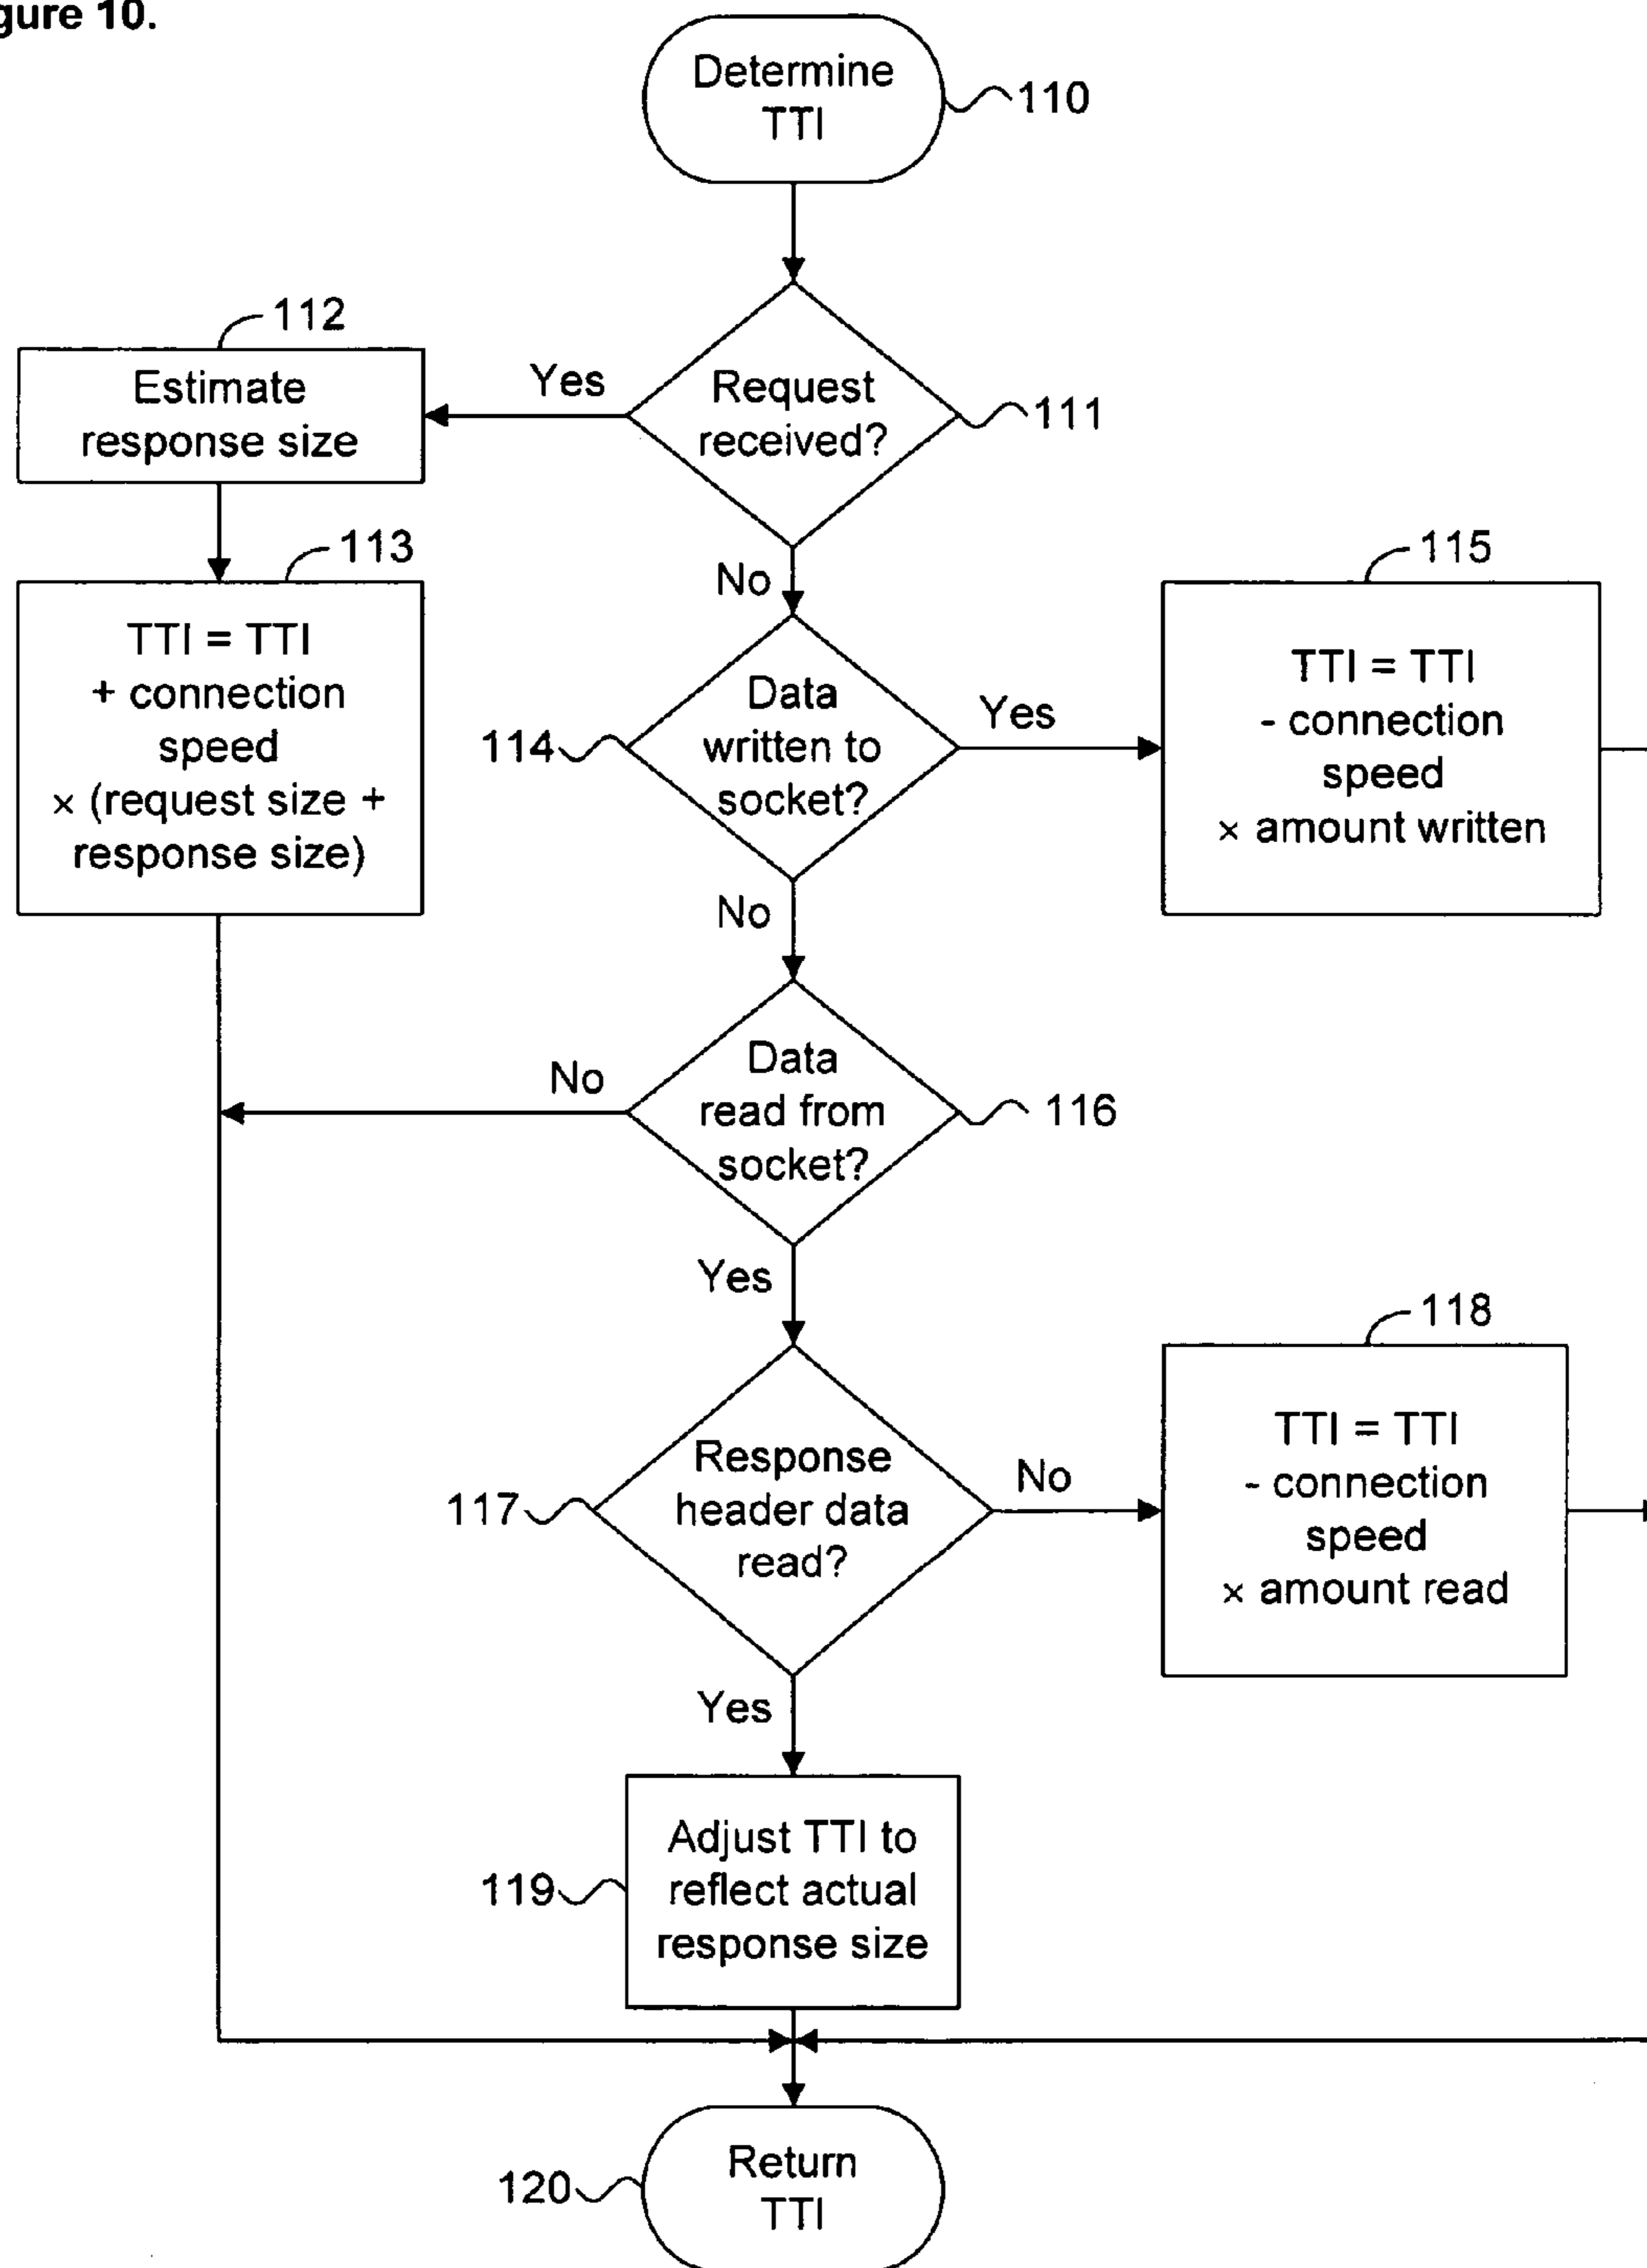 gure 10.
Determine
TTI
110
112
Estimate
response size
Yes
Request
received?
111
113
TTI = TTI
+ connection
speed
× (request size +
response size)
No
114
Data
written to
socket?
Yes
115
TTI = TTI
- connection
speed
× amount written
No
No
Data
read from
socket?
116
Yes
117
Response
header data
read?
No
118
TTI = TTI
- connection
speed
× amount read
Yes
119
Adjust TTI to
reflect actual
response size
120
Return
TTI